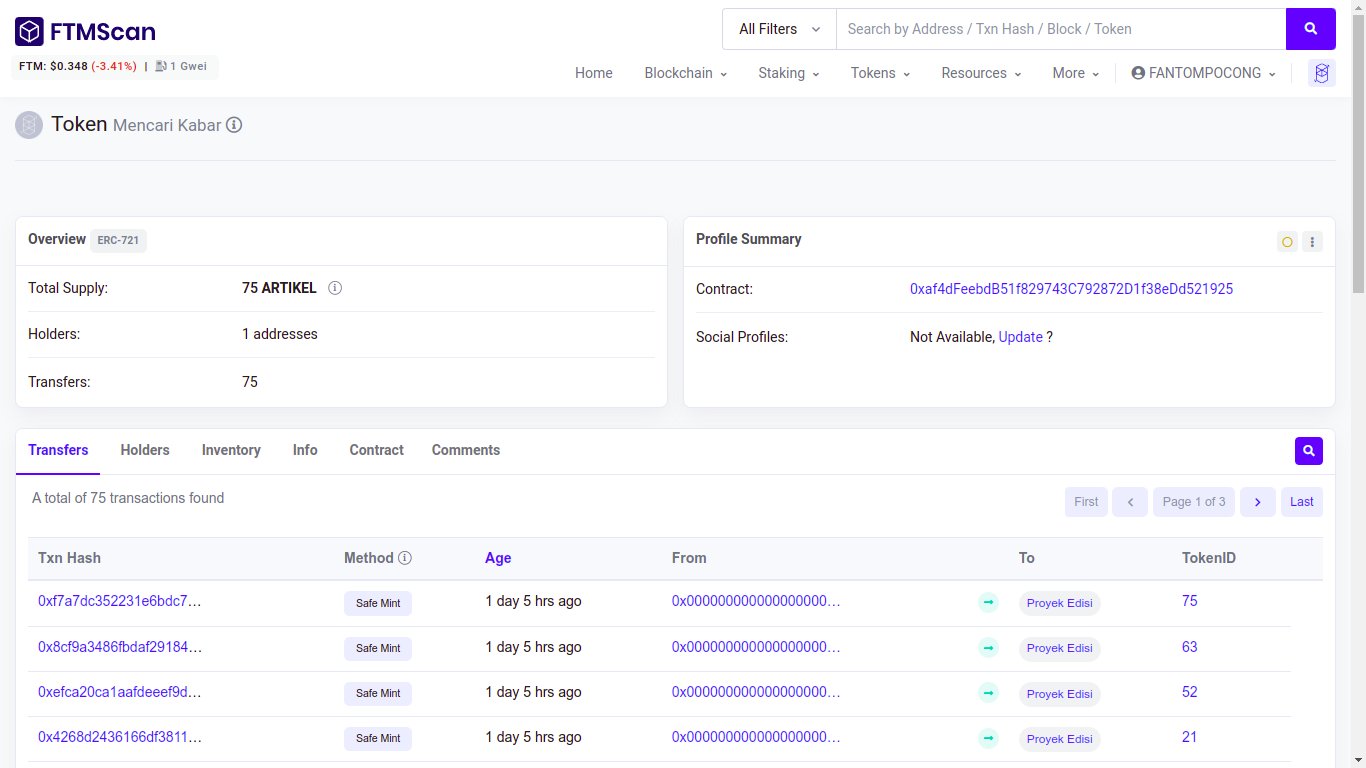 FTMScan
All Filters
Search by Address / Txn Hash / Block / Token
FTM: $0.348 (-3.41%) | 1 Gwei
Home Blockchain Staking Tokens Resources More FANTOMPOCONG
Token Mencari Kabar
Overview ERC-721
Total Supply: 75 ARTIKEL
Holders: 1 addresses
Transfers: 75
Profile Summary
Contract: 0xaf4dFeebdB51f829743C792872D1f38eDd521925
Social Profiles: Not Available, Update ?
Transfers Holders Inventory Info Contract Comments
A total of 75 transactions found
First Page 1 of 3 Last
Txn Hash Method Age From To TokenID
0xf7a7dc352231e6bdc7... Safe Mint 1 day 5 hrs ago 0x000000000000000000... Proyek Edisi 75
0x8cf9a3486fbdaf29184... Safe Mint 1 day 5 hrs ago 0x000000000000000000... Proyek Edisi 63
0xefca20ca1aafdeeef9d... Safe Mint 1 day 5 hrs ago 0x000000000000000000... Proyek Edisi 52
0x4268d2436166df3811... Safe Mint 1 day 5 hrs ago 0x000000000000000000... Proyek Edisi 21